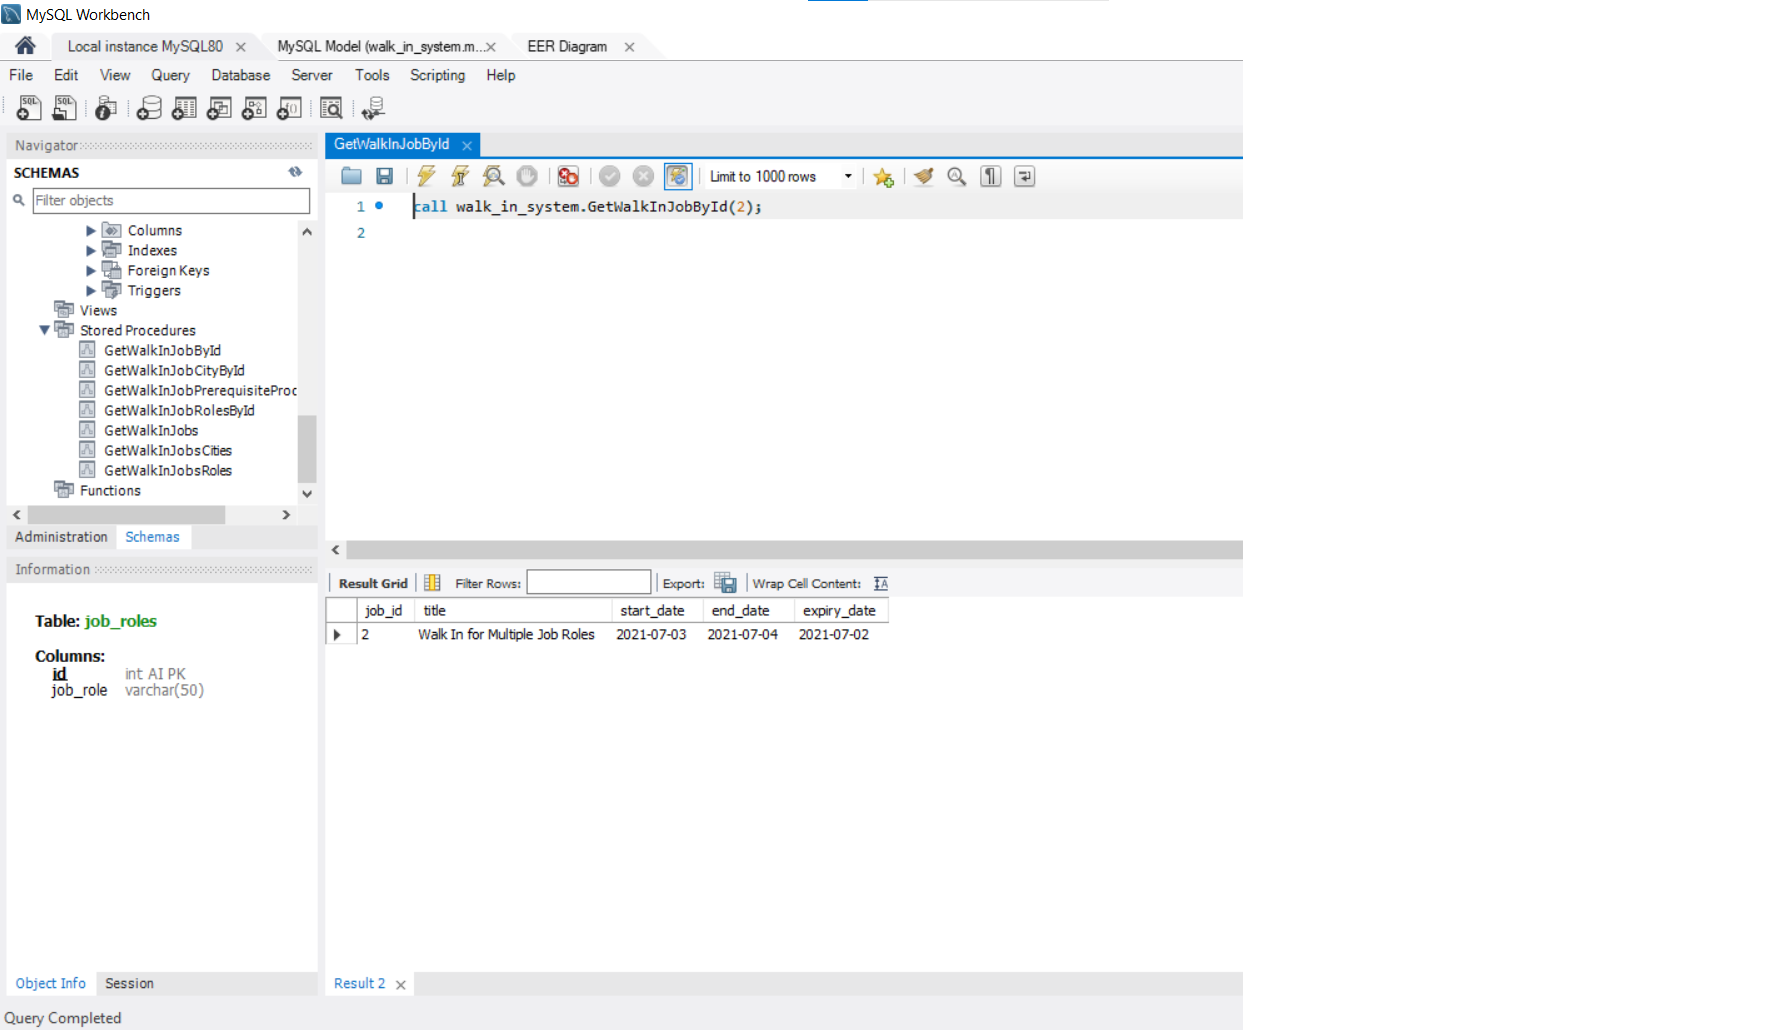 MySQL Workbench
Local instance MySQL80
MySQL Model (walk_in_system.m...
EER Diagram
File Edit View Query Database Server Tools Scripting Help
Navigator
SCHEMAS
Filter objects
Columns
Indexes
Foreign Keys
Triggers
Views
Stored Procedures
GetWalkInJobById
GetWalkInJobCityById
GetWalkInJobPrerequisiteProc
GetWalkInJobRolesById
GetWalkInJobs
GetWalkInJobsCities
GetWalkInJobsRoles
Functions
Administration Schemas
Information
Table: job_roles
Columns:
id int AI PK
job_role varchar(50)
Object Info Session
GetWalkInJobById
Limit to 1000 rows
1 call walk_in_system.GetWalkInJobById(2);
2
Result Grid Filter Rows: Export: Wrap Cell Content:
job_id title start_date end_date expiry_date
2 Walk In for Multiple Job Roles 2021-07-03 2021-07-04 2021-07-02
Result 2
Query Completed